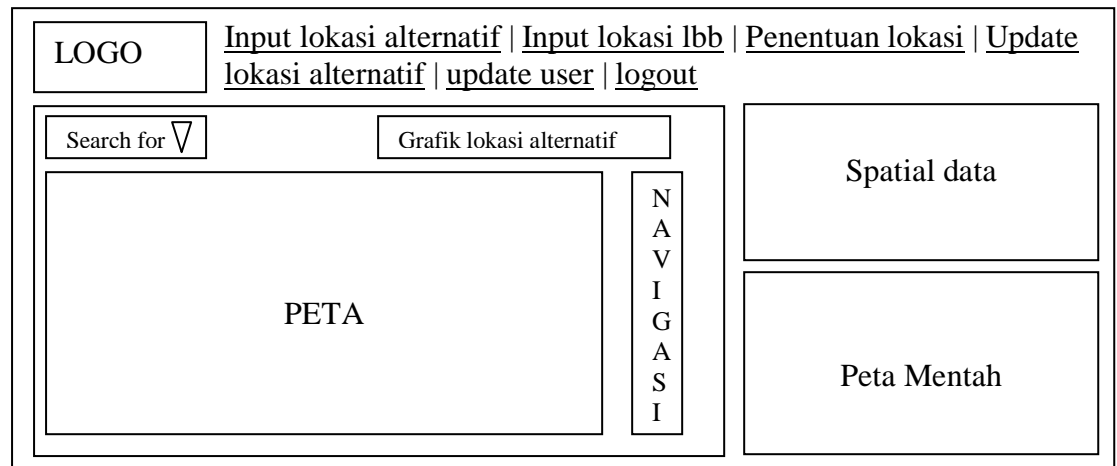 LOGO
Input lokasi alternatif | Input lokasi lbb | Penentuan lokasi | Update
lokasi alternatif | update user | logout
Search for
Grafik lokasi alternatif
PETA
N
A
V
I
G
A
S
I
Spatial data
Peta Mentah